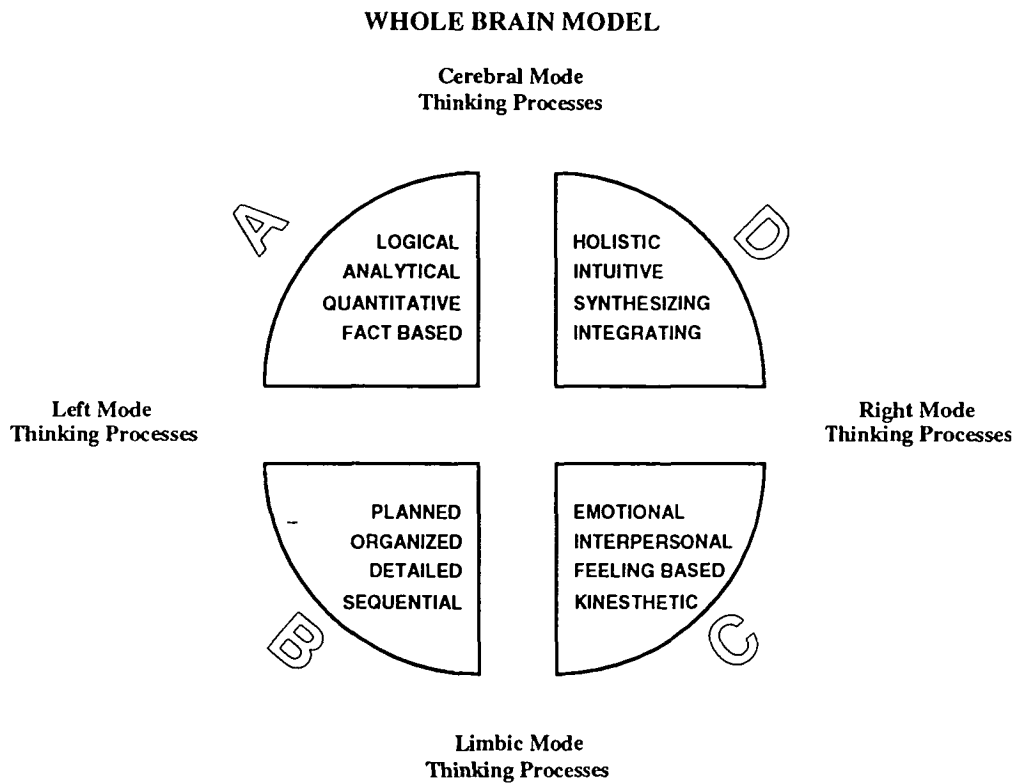 WHOLE BRAIN MODEL
Cerebral Mode
Thinking Processes
A
LOGICAL
ANALYTICAL
QUANTITATIVE
FACT BASED
D
HOLISTIC
INTUITIVE
SYNTHESIZING
INTEGRATING
Left Mode
Thinking Processes
Right Mode
Thinking Processes
PLANNED
ORGANIZED
DETAILED
SEQUENTIAL
B
EMOTIONAL
INTERPERSONAL
FEELING BASED
KINESTHETIC
C
Limbic Mode
Thinking Processes